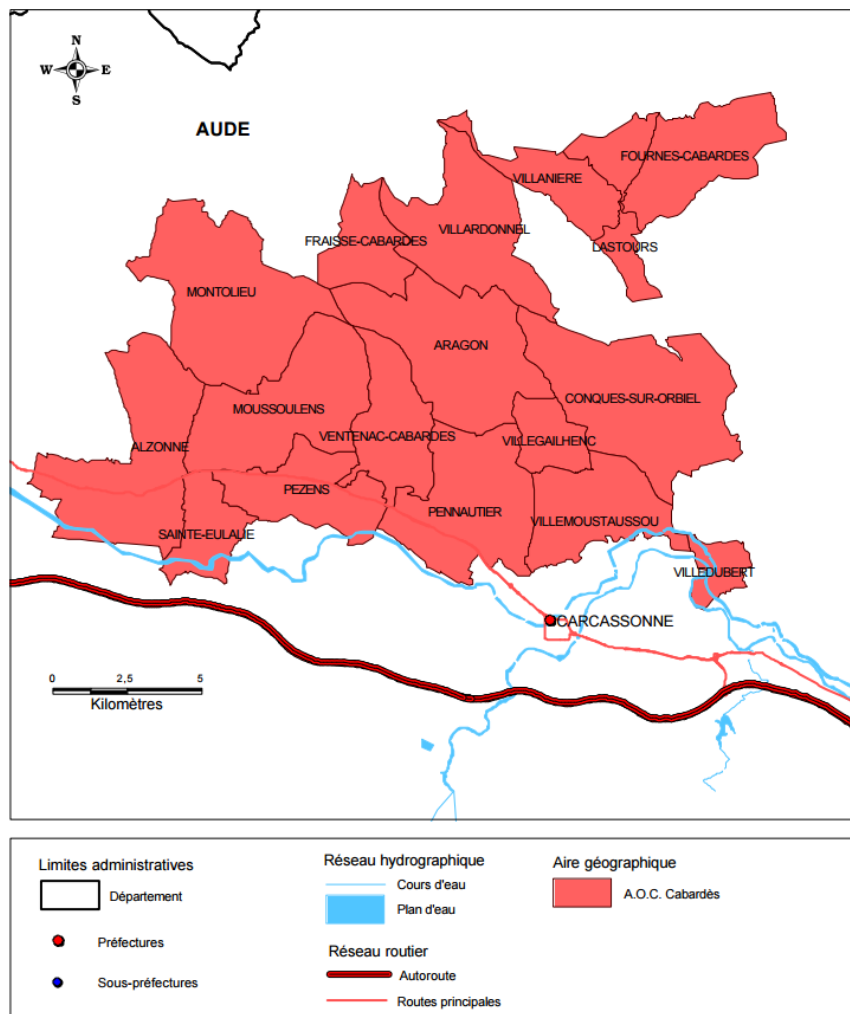 N
W E
S
AUDE
FOURNES-CABARDES
VILLANIERE
VILLARDONNEL
FRAISSE-CABARDES
LASTOURS
MONTOLIEU
ARAGON
CONQUES-SUR-ORBIEL
MOUSSOULENS
VENTENAC-CABARDES
VILLEGAILHENC
ALZONNE
PEZENS
PENNAUTIER
VILLEMOUSTAUSSOU
SAINTE-EULALIE
VILLEDUBERT
CARCASSONNE
0 2,5 5
Kilomètres
Limites administratives
Département
Préfectures
Sous-préfectures
Réseau hydrographique
Cours d'eau
Plan d'eau
Réseau routier
Autoroute
Routes principales
Aire géographique
A.O.C. Cabardès